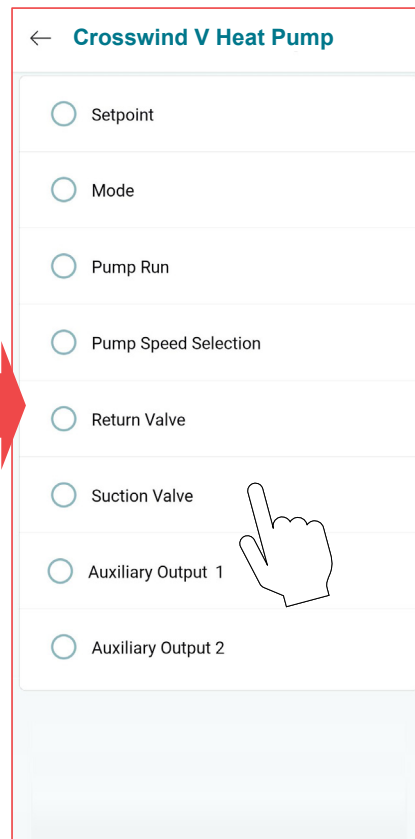 Crosswind V Heat Pump
Setpoint
Mode
Pump Run
Pump Speed Selection
Return Valve
Suction Valve
Auxiliary Output 1
Auxiliary Output 2